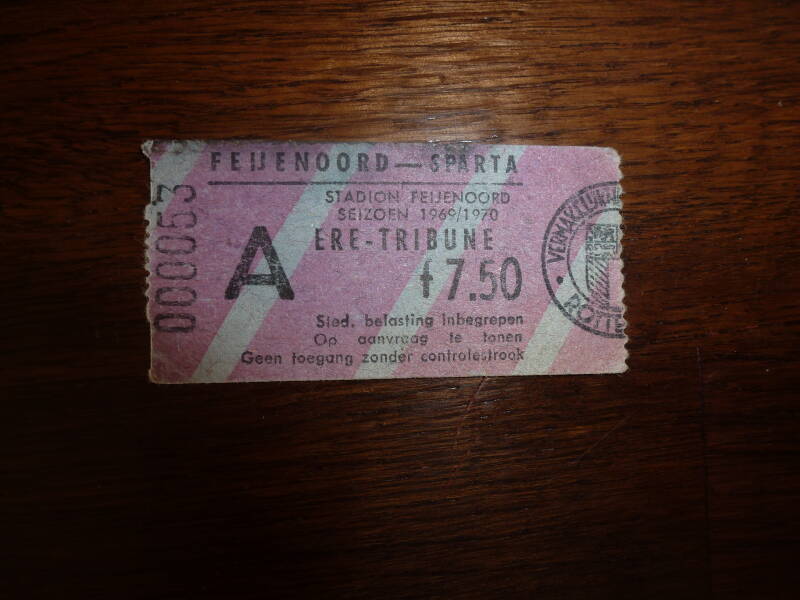 FEIJENOORD — SPARTA
STADION FEIJENOORD
SEIZOEN 1969/1970
ERE-TRIBUNE
A
f 7.50
Sted. belasting inbegrepen
Op aanvraag te tonen
Geen toegang zonder controlestrook
000053